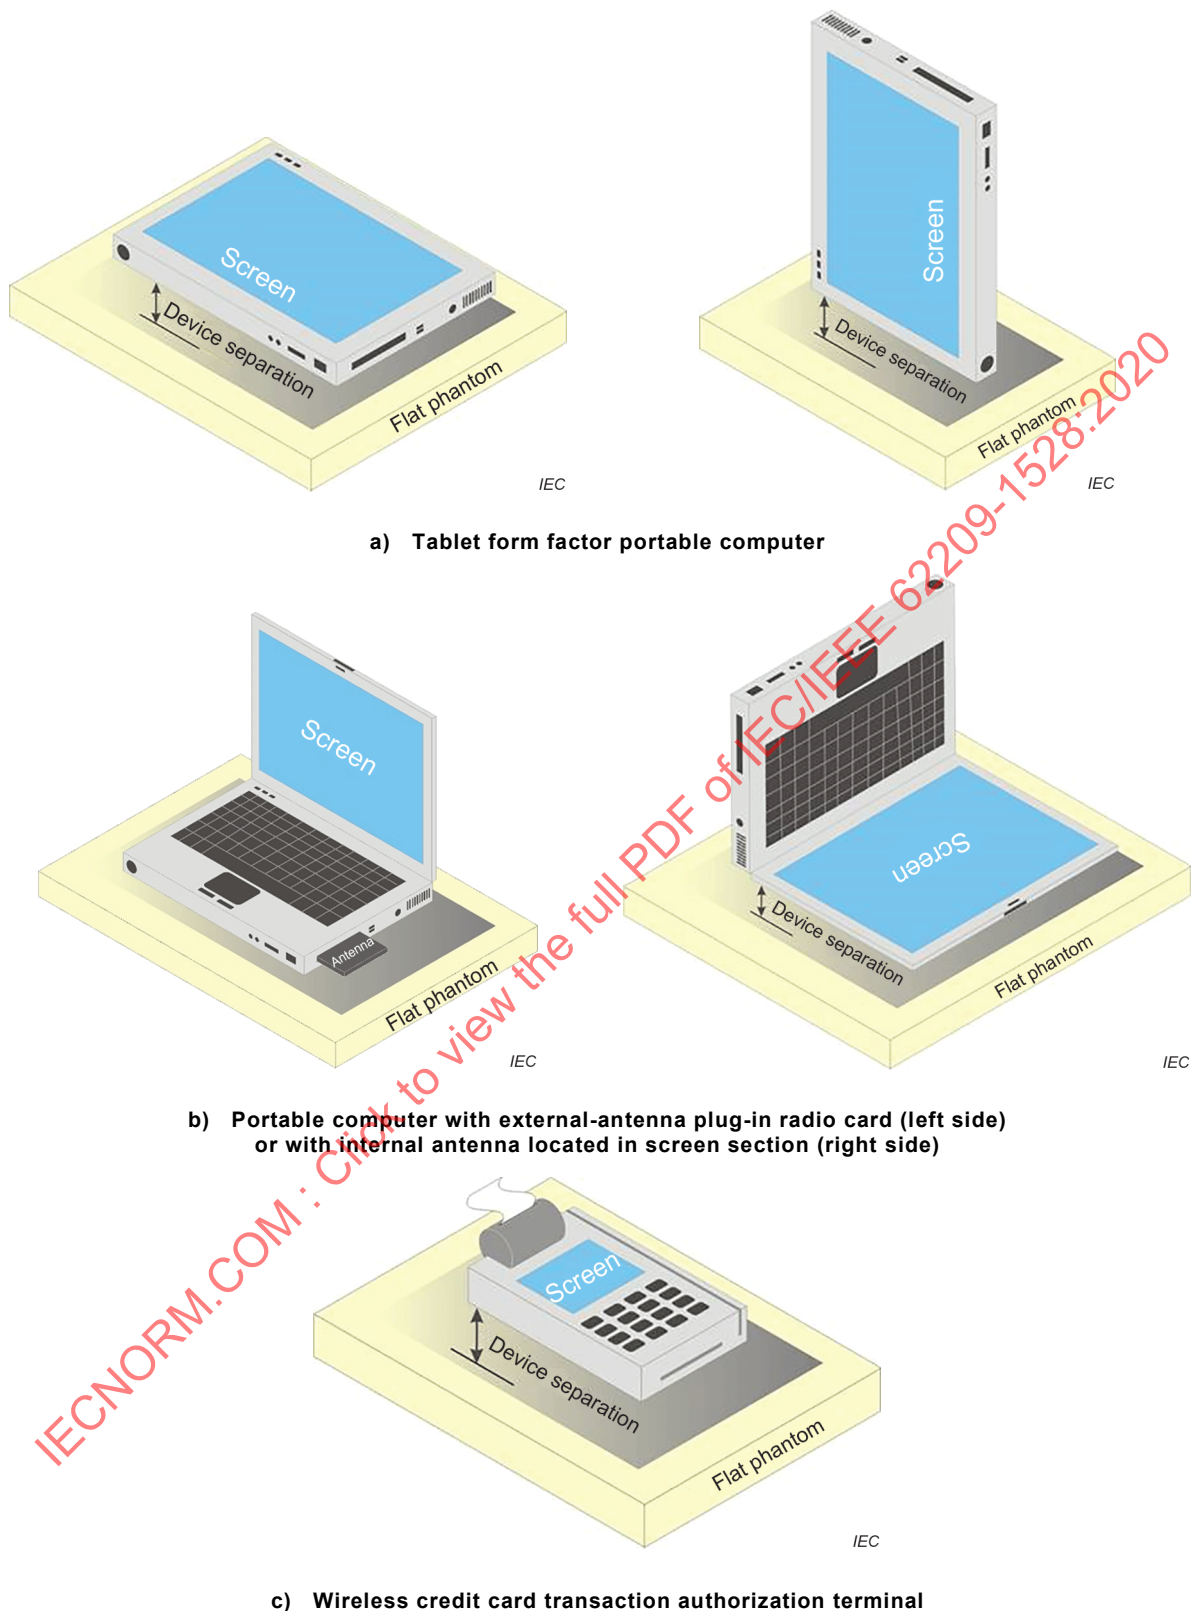 Screen
Device separation
Flat phantom
IEC
Screen
Device separation
Flat phantom
IEC
a) Tablet form factor portable computer
Screen
Antenna
Flat phantom
IEC
Screen
Device separation
Flat phantom
IEC
b) Portable computer with external-antenna plug-in radio card (left side)
or with internal antenna located in screen section (right side)
Screen
Device separation
Flat phantom
IEC
c) Wireless credit card transaction authorization terminal
IECNORM.COM : Click to view the full PDF of IEC/IEEE 62209-1528:2020